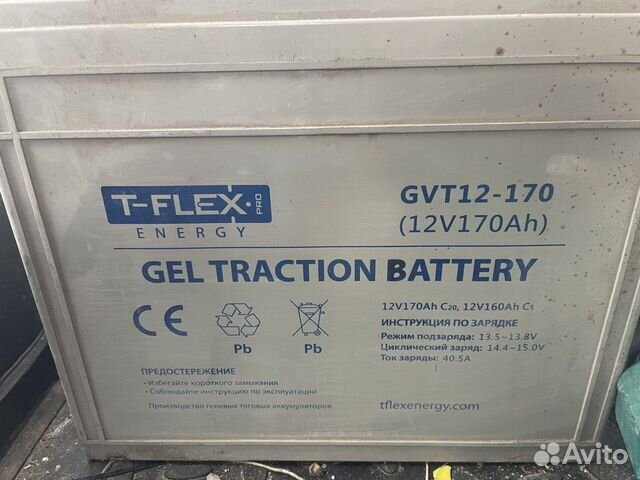 T-FLEX PRO
ENERGY
GVT12-170
(12V170Ah)
GEL TRACTION BATTERY
CE
Pb
Pb
12V170Ah C20, 12V160Ah C5
ИНСТРУКЦИЯ ПО ЗАРЯДКЕ
Режим подзаряда: 13.5~13.8V
Циклический заряд: 14.4~15.0V
Ток заряды: 40.5A
ПРЕДОСТЕРЕЖЕНИЕ
• Избегайте короткого замыкания
• Соблюдайте инструкцию по эксплуатации
Производство гелевых тяговых аккумуляторов
tflexenergy.com
Avito